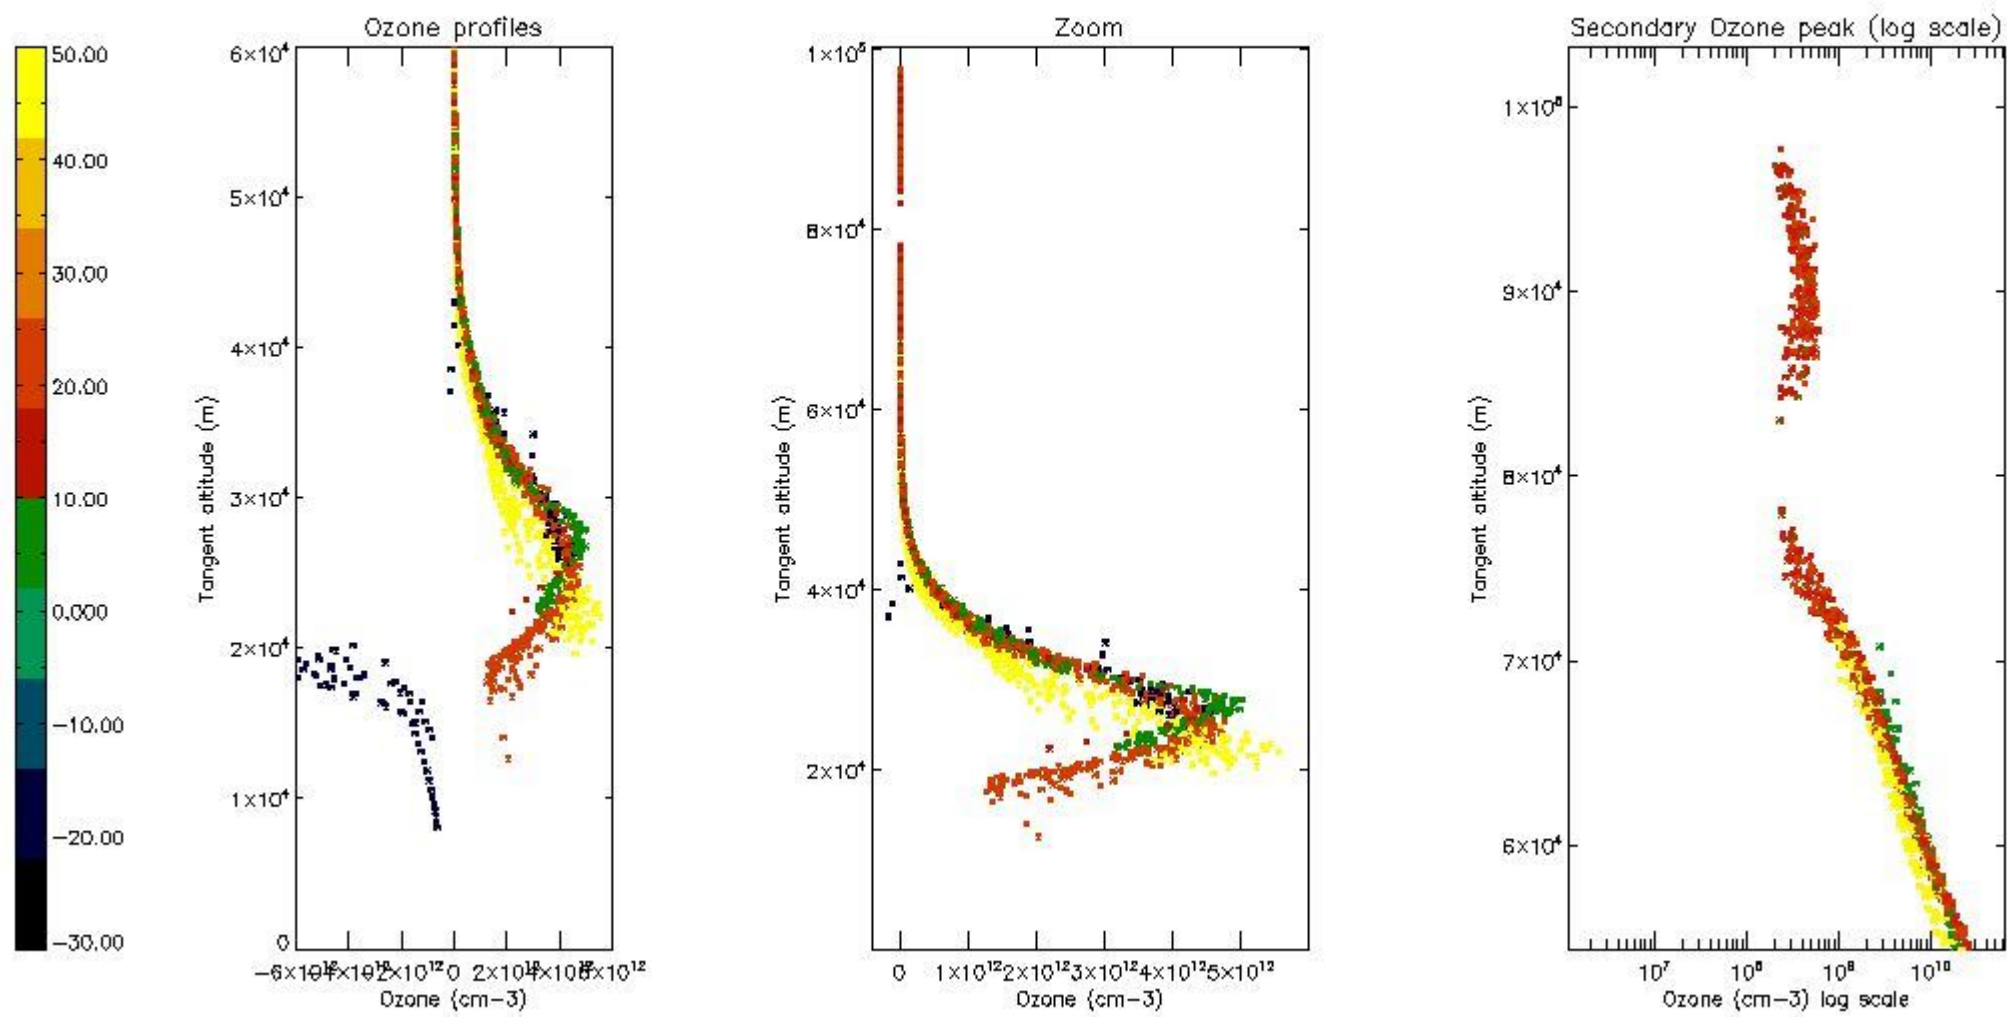 Ozone profiles
Zoom
Secondary Ozone peak (log scale)
50.00
40.00
30.00
20.00
10.00
0.000
−10.00
−20.00
−30.00
Tangent altitude (m)
6×10⁴
5×10⁴
4×10⁴
3×10⁴
2×10⁴
1×10⁴
0
0
Ozone (cm−3)
Tangent altitude (m)
1×10⁵
8×10⁴
6×10⁴
4×10⁴
2×10⁴
0 1×10¹² 2×10¹² 3×10¹² 4×10¹² 5×10¹²
Ozone (cm−3)
Tangent altitude (m)
9×10⁴
8×10⁴
7×10⁴
6×10⁴
10⁷ 10⁸ 10⁹ 10¹⁰
Ozone (cm−3) log scale